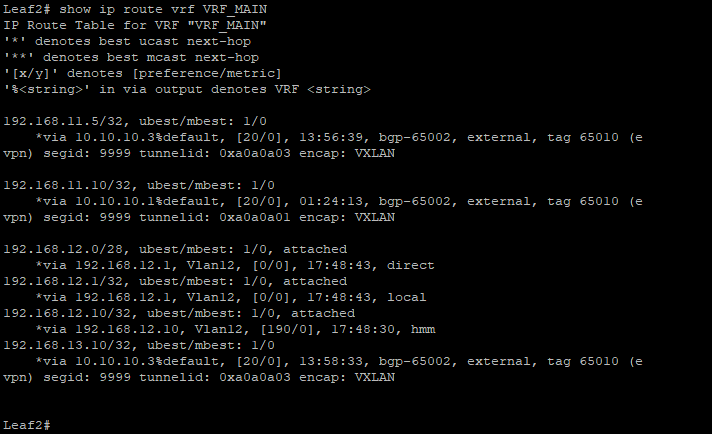 Leaf2# show ip route vrf VRF_MAIN
IP Route Table for VRF "VRF_MAIN"
'*' denotes best ucast next-hop
'**' denotes best mcast next-hop
'[x/y]' denotes [preference/metric]
'%<string>' in via output denotes VRF <string>

192.168.11.5/32, ubest/mbest: 1/0
    *via 10.10.10.3%default, [20/0], 13:56:39, bgp-65002, external, tag 65010 (e
vpn) segid: 9999 tunnelid: 0xa0a0a03 encap: VXLAN

192.168.11.10/32, ubest/mbest: 1/0
    *via 10.10.10.1%default, [20/0], 01:24:13, bgp-65002, external, tag 65010 (e
vpn) segid: 9999 tunnelid: 0xa0a0a01 encap: VXLAN

192.168.12.0/28, ubest/mbest: 1/0, attached
    *via 192.168.12.1, Vlan12, [0/0], 17:48:43, direct
192.168.12.1/32, ubest/mbest: 1/0, attached
    *via 192.168.12.1, Vlan12, [0/0], 17:48:43, local
192.168.12.10/32, ubest/mbest: 1/0, attached
    *via 192.168.12.10, Vlan12, [190/0], 17:48:30, hmm
192.168.13.10/32, ubest/mbest: 1/0
    *via 10.10.10.3%default, [20/0], 13:58:33, bgp-65002, external, tag 65010 (e
vpn) segid: 9999 tunnelid: 0xa0a0a03 encap: VXLAN

Leaf2#